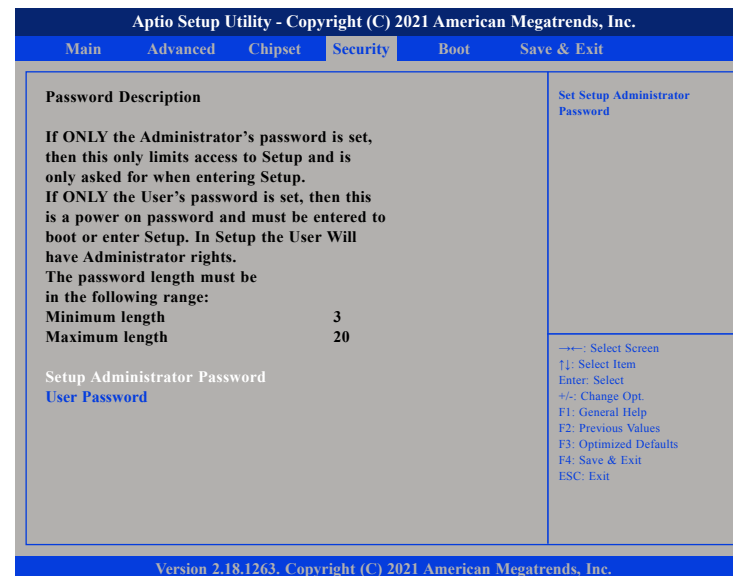 Aptio Setup Utility - Copyright (C) 2021 American Megatrends, Inc.
Main Advanced Chipset Security Boot Save & Exit
Password Description
If ONLY the Administrator's password is set,
then this only limits access to Setup and is
only asked for when entering Setup.
If ONLY the User's password is set, then this
is a power on password and must be entered to
boot or enter Setup. In Setup the User Will
have Administrator rights.
The password length must be
in the following range:
Minimum length 3
Maximum length 20
Setup Administrator Password
User Password
Set Setup Administrator
Password
→←: Select Screen
↑↓: Select Item
Enter: Select
+/-: Change Opt.
F1: General Help
F2: Previous Values
F3: Optimized Defaults
F4: Save & Exit
ESC: Exit
Version 2.18.1263. Copyright (C) 2021 American Megatrends, Inc.